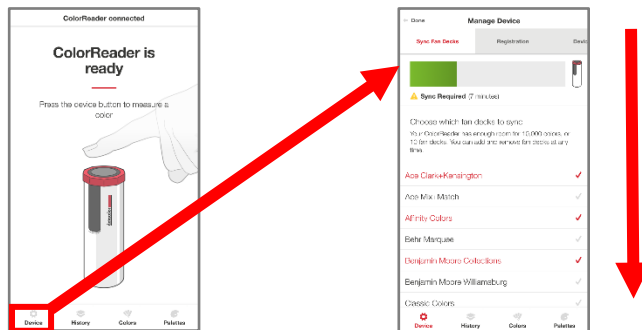 ColorReader connected
ColorReader is
ready
Press the device button to measure a
color
Device
History
Colors
Palettes
Done
Manage Device
Sync Fan Decks
Registration
Devic
Sync Required (7 minutes)
Choose which fan decks to sync
Your ColorReader has enough room for 10,000 colors, or
10 fan decks. You can add and remove fan decks at any
time.
Ace Clark+Kensington
Ace Mix+Match
Affinity Colors
Behr Marquee
Benjamin Moore Collections
Benjamin Moore Williamsburg
Classic Colors
Device
History
Colors
Palettes